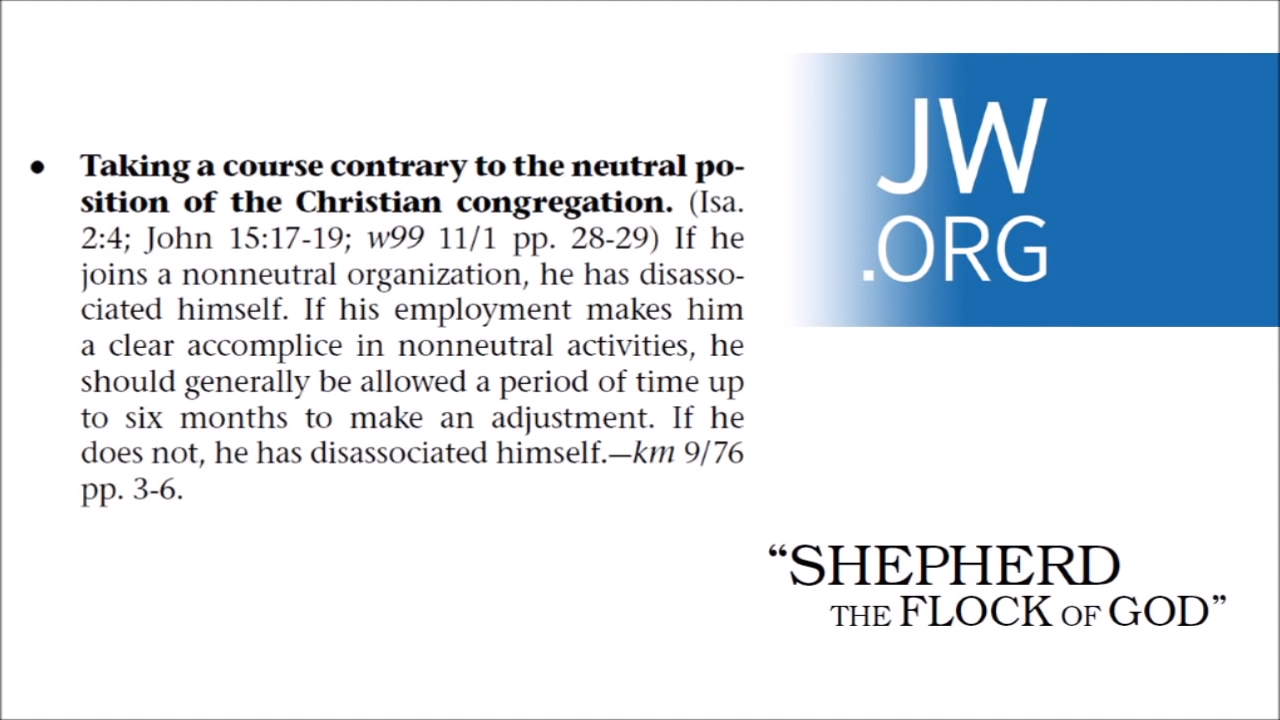 • Taking a course contrary to the neutral po-
sition of the Christian congregation. (Isa.
2:4; John 15:17-19; w99 11/1 pp. 28-29) If he
joins a nonneutral organization, he has disasso-
ciated himself. If his employment makes him
a clear accomplice in nonneutral activities, he
should generally be allowed a period of time up
to six months to make an adjustment. If he
does not, he has disassociated himself.—km 9/76
pp. 3-6.
JW
.ORG
“SHEPHERD
THE FLOCK OF GOD”